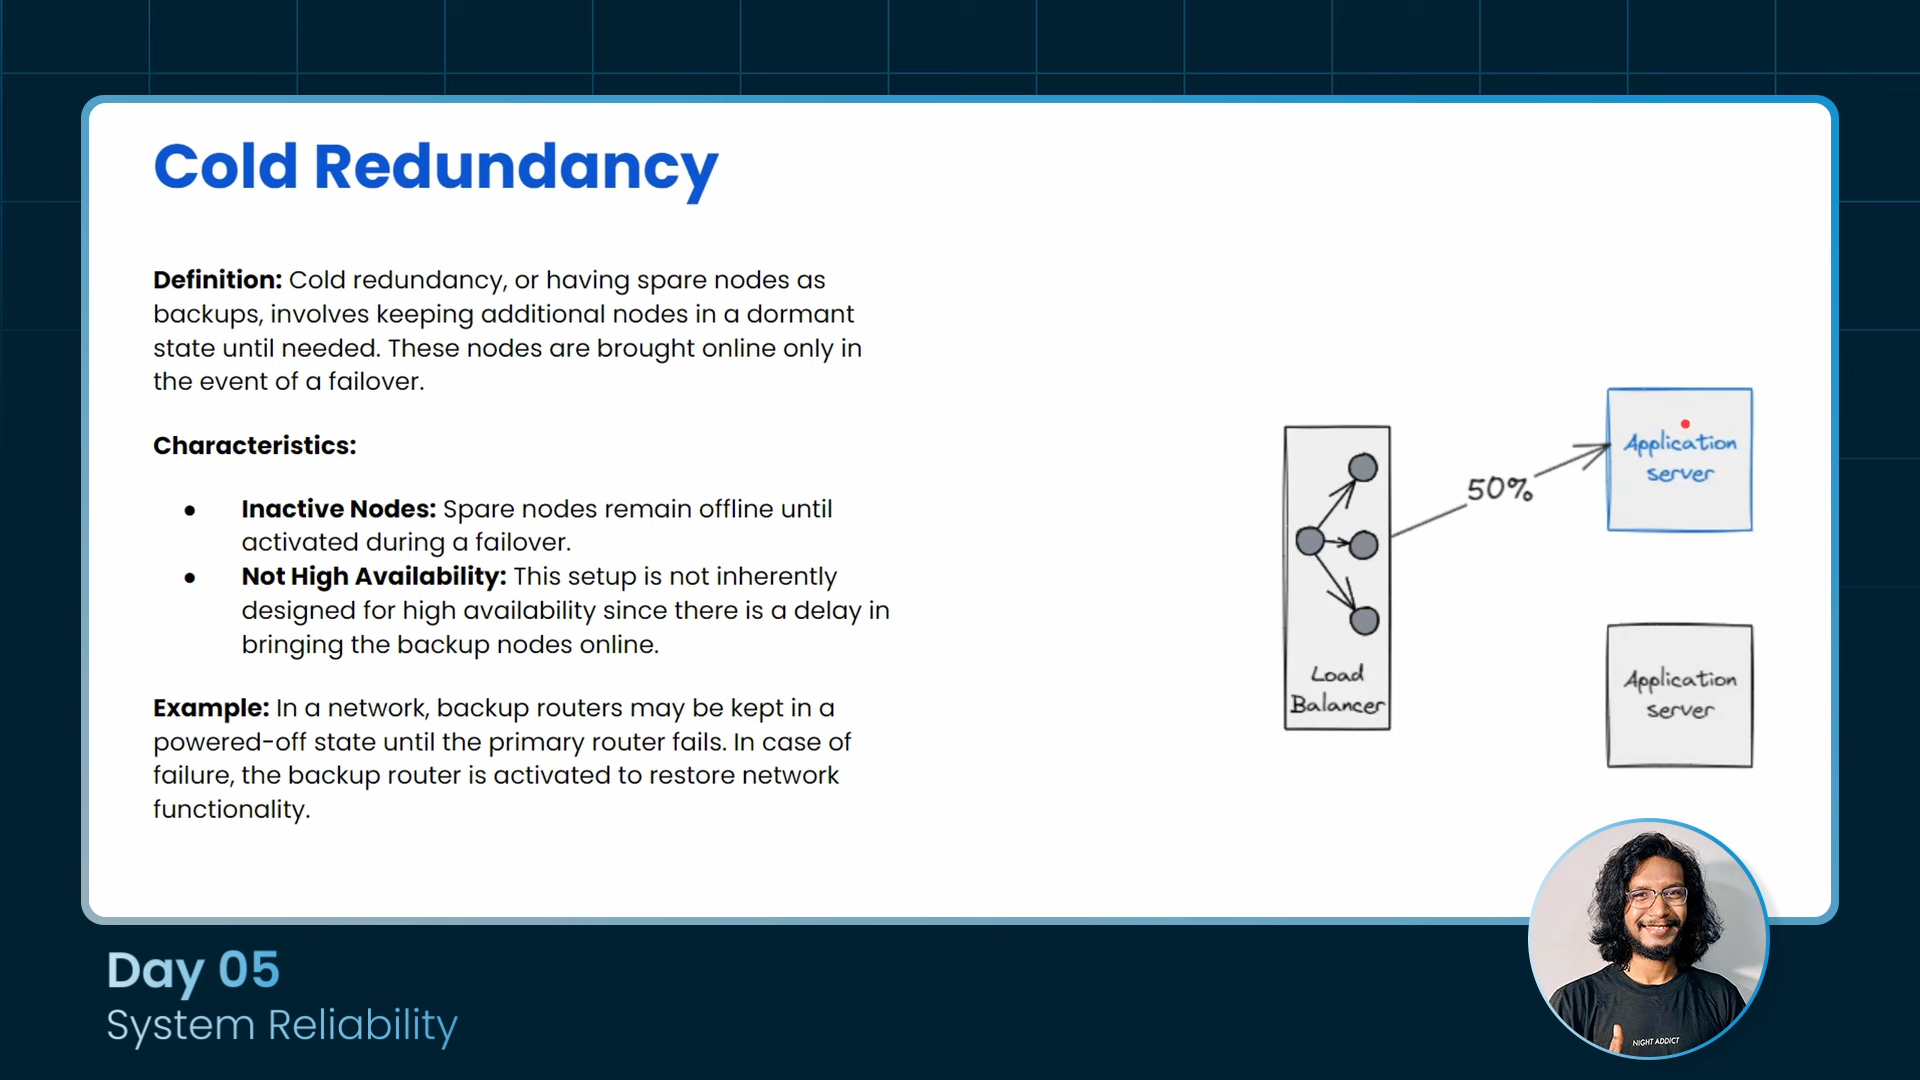 Cold Redundancy
Definition: Cold redundancy, or having spare nodes as
backups, involves keeping additional nodes in a dormant
state until needed. These nodes are brought online only in
the event of a failover.
Characteristics:
● Inactive Nodes: Spare nodes remain offline until
activated during a failover.
● Not High Availability: This setup is not inherently
designed for high availability since there is a delay in
bringing the backup nodes online.
Example: In a network, backup routers may be kept in a
powered-off state until the primary router fails. In case of
failure, the backup router is activated to restore network
functionality.
Load
Balancer
50%
Application
server
Application
server
NIGHT ADDICT
Day 05
System Reliability